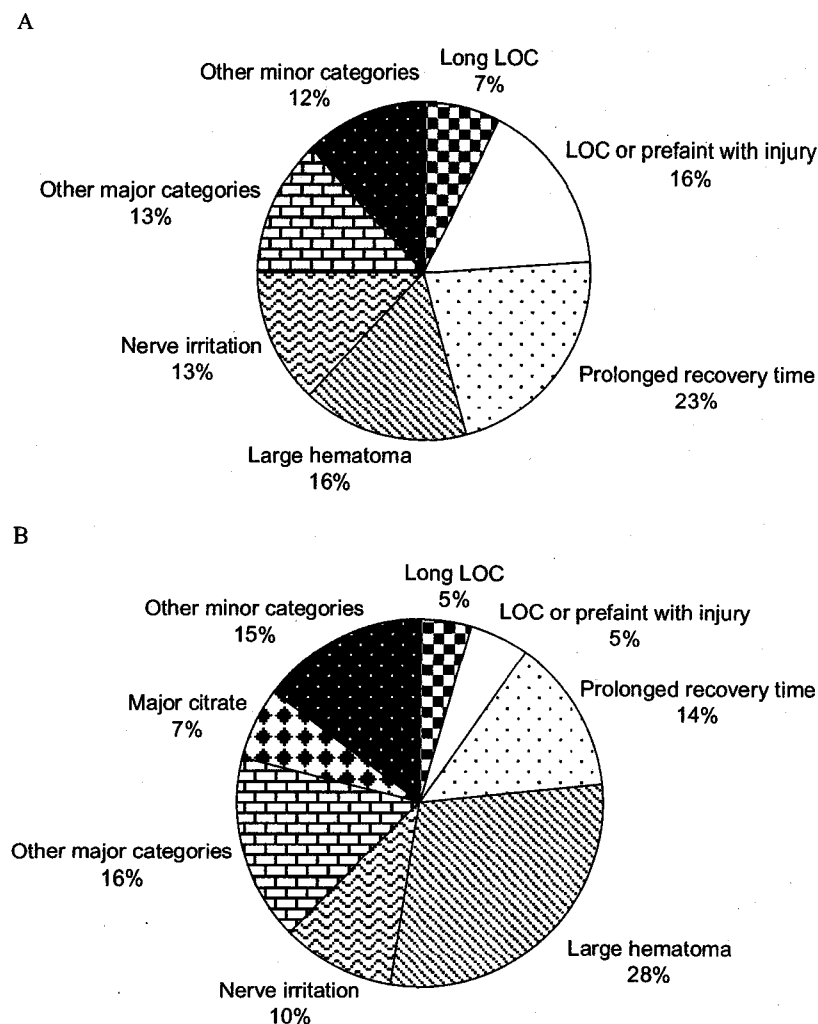 A
Long LOC
7%
Other minor categories
12%
LOC or prefaint with injury
16%
Other major categories
13%
Nerve irritation
13%
Prolonged recovery time
23%
Large hematoma
16%
B
Long LOC
5%
Other minor categories
15%
LOC or prefaint with injury
5%
Prolonged recovery time
14%
Major citrate
7%
Other major categories
16%
Large hematoma
28%
Nerve irritation
10%